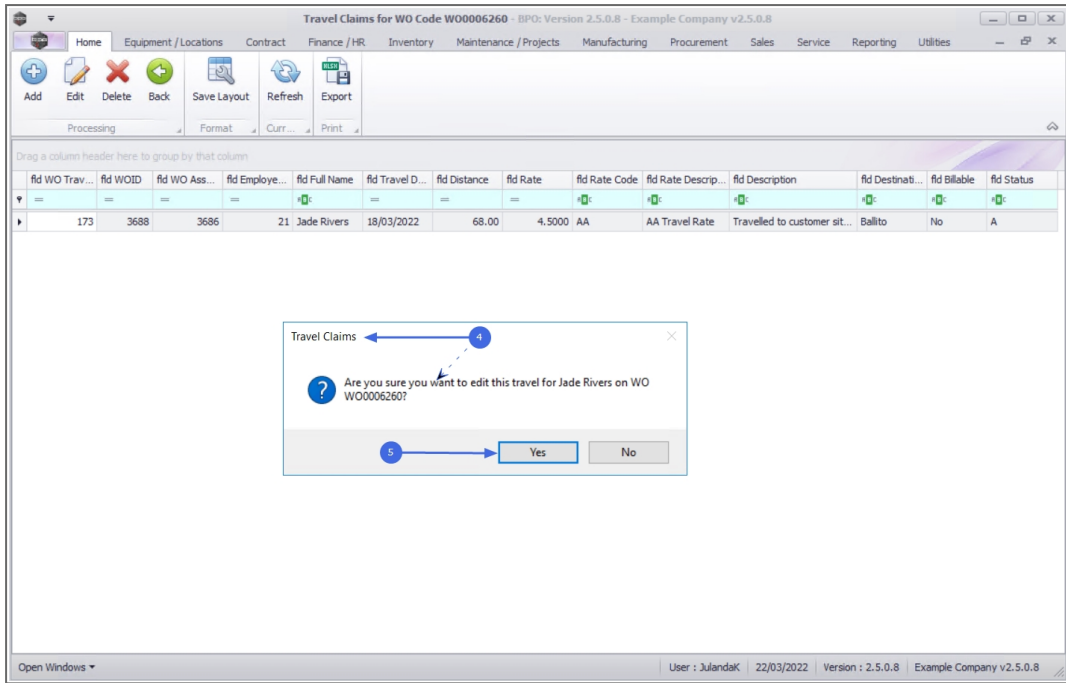 Travel Claims for WO Code WO0006260 - BPO: Version 2.5.0.8 - Example Company v2.5.0.8
Home Equipment / Locations Contract Finance / HR Inventory Maintenance / Projects Manufacturing Procurement Sales Service Reporting Utilities
Add Edit Delete Back Save Layout Refresh Export
Processing Format Curr... Print
Drag a column header here to group by that column
fld WO Trav... fld WOID fld WO Ass... fld Employe... fld Full Name fld Travel D... fld Distance fld Rate fld Rate Code fld Rate Descrip... fld Description fld Destinati... fld Billable fld Status
173 3688 3686 21 Jade Rivers 18/03/2022 68.00 4.5000 AA AA Travel Rate Travelled to customer sit... Ballito No A
Travel Claims 4
Are you sure you want to edit this travel for Jade Rivers on WO
WO0006260?
5 Yes No
Open Windows User : JulandaK 22/03/2022 Version : 2.5.0.8 Example Company v2.5.0.8